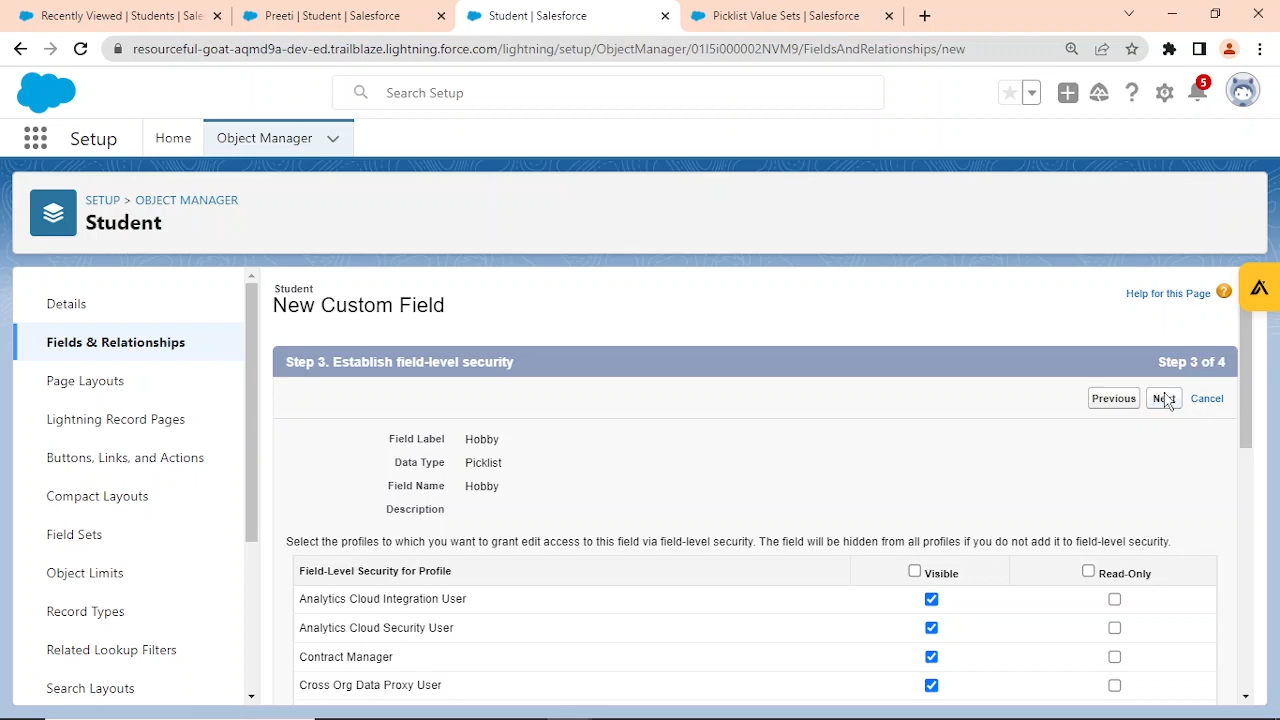 Recently Viewed | Students | Sale
Preeti | Student | Salesforce
Student | Salesforce
Picklist Value Sets | Salesforce
resourceful-goat-aqmd9a-dev-ed.trailblaze.lightning.force.com/lightning/setup/ObjectManager/01I5i000002NVM9/FieldsAndRelationships/new
Search Setup
5
Setup
Home
Object Manager
SETUP > OBJECT MANAGER
Student
Details
Fields & Relationships
Page Layouts
Lightning Record Pages
Buttons, Links, and Actions
Compact Layouts
Field Sets
Object Limits
Record Types
Related Lookup Filters
Search Layouts
Student
New Custom Field
Help for this Page
Step 3. Establish field-level security
Step 3 of 4
Previous
Next
Cancel
Field Label Hobby
Data Type Picklist
Field Name Hobby
Description
Select the profiles to which you want to grant edit access to this field via field-level security. The field will be hidden from all profiles if you do not add it to field-level security.
Field-Level Security for Profile Visible Read-Only
Analytics Cloud Integration User
Analytics Cloud Security User
Contract Manager
Cross Org Data Proxy User